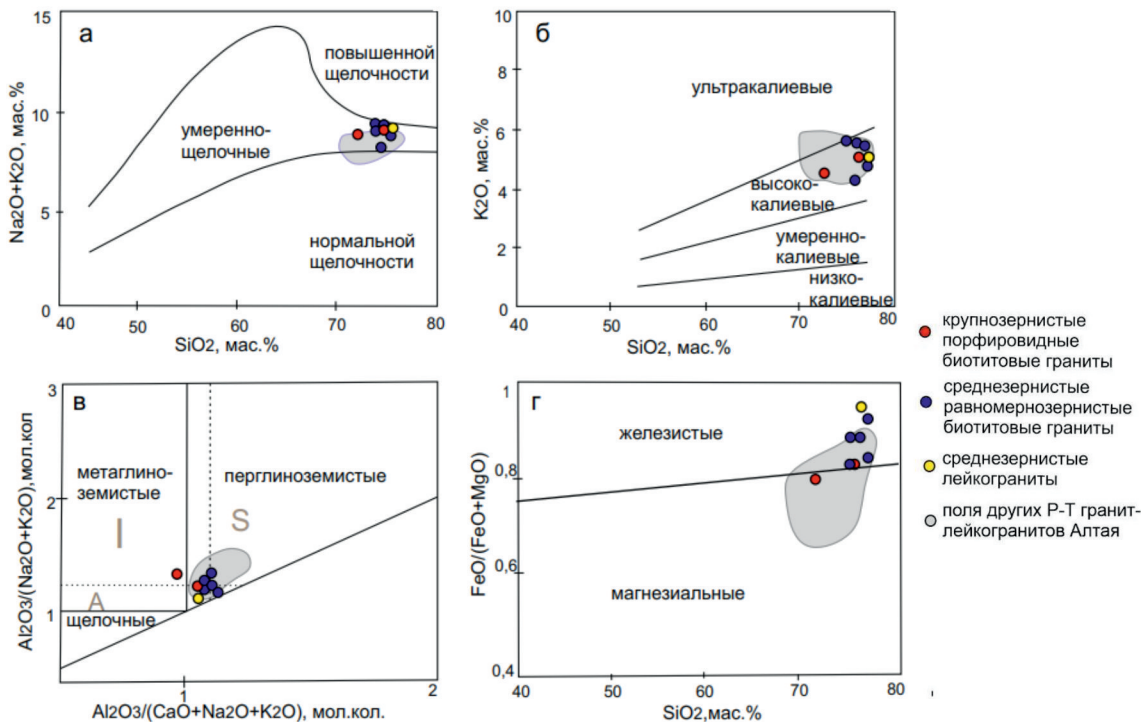 а
15
10
5
0
Na2O+K2O, мас.%
повышенной
щелочности
умеренно-
щелочные
нормальной
щелочности
40
50
60
70
80
SiO2, мас.%
б
10
8
6
4
2
0
K2O, мас.%
ультракалиевые
высоко-
калиевые
умеренно-
калиевые
низко-
калиевые
40
50
60
70
80
SiO2, мас.%
в
3
2
1
Al2O3/(Na2O+K2O),мол.кол
метаглино-
земистые
перглиноземистые
I
S
A
щелочные
1
2
Al2O3/(CaO+Na2O+K2O), мол.кол.
г
1
0,8
0,6
0,4
FeO/(FeO+MgO)
железистые
магнезиальные
40
50
60
70
80
SiO2,мас.%
крупнозернистые
порфировидные
биотитовые граниты
среднезернистые
равномернозернистые
биотитовые граниты
среднезернистые
лейкограниты
поля других P-T гранит-
лейкогранитов Алтая